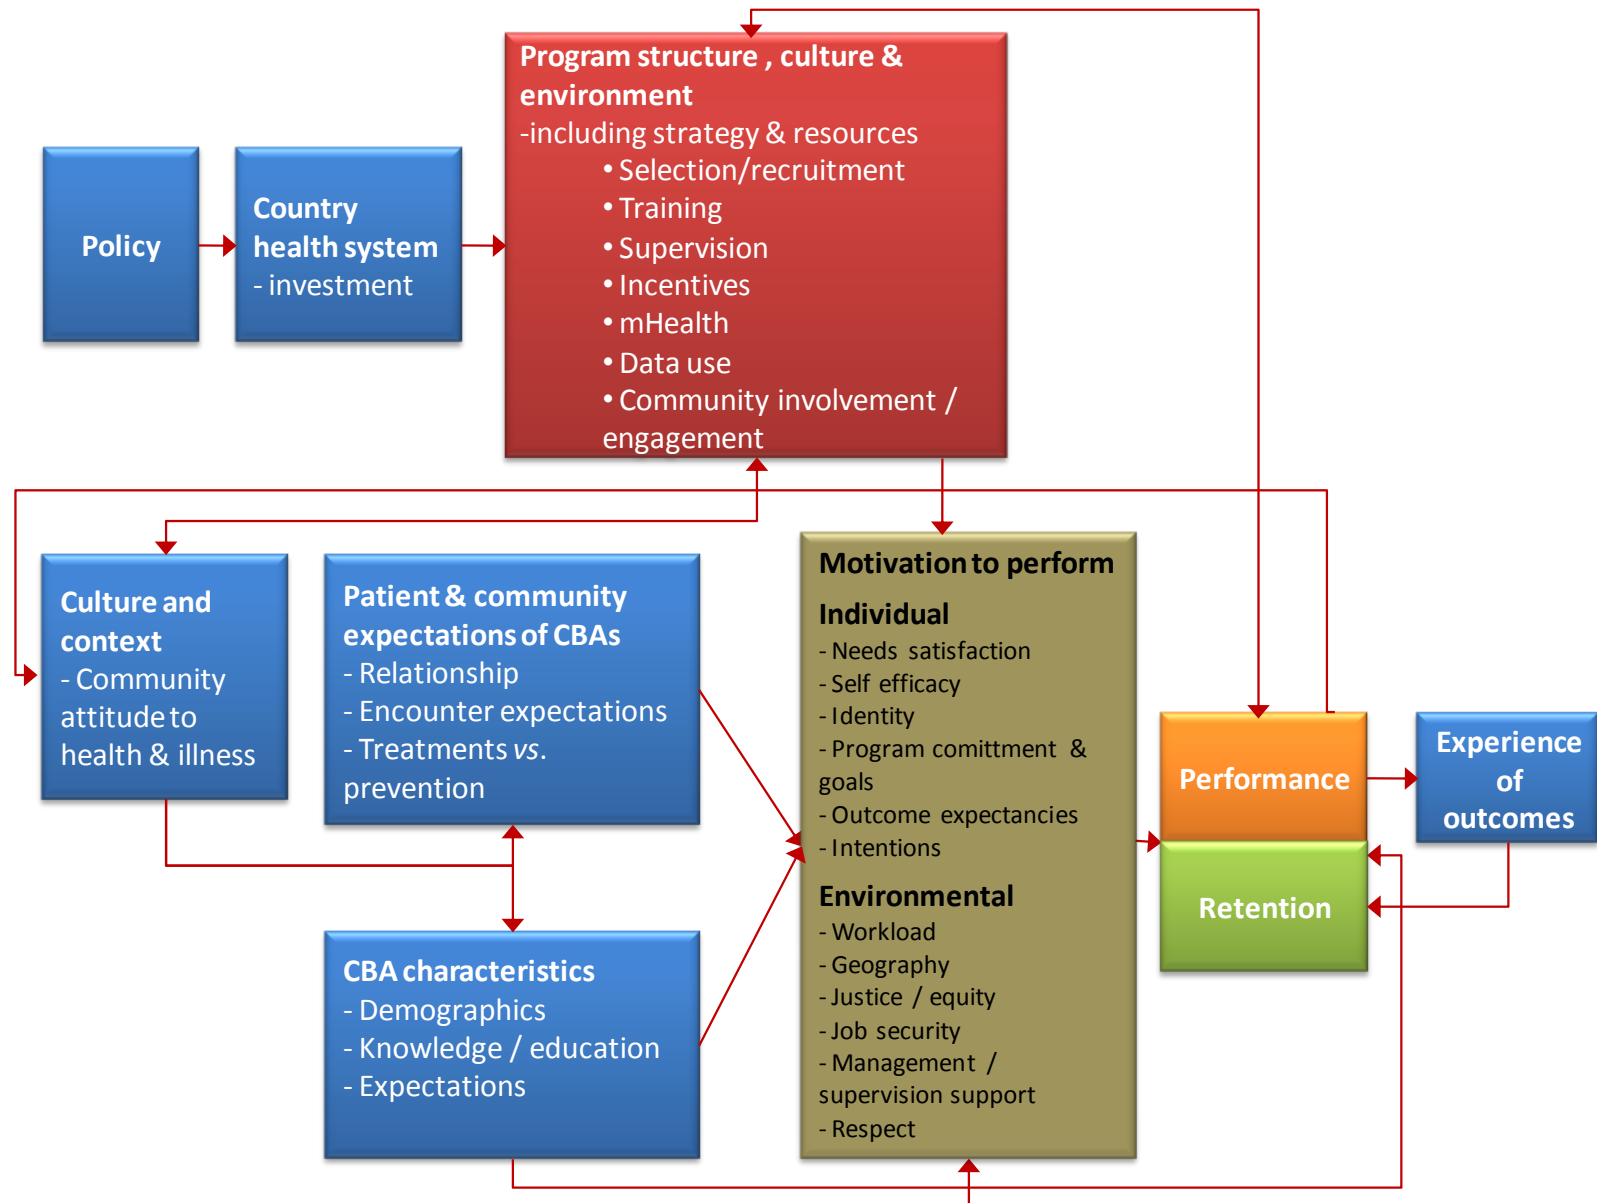 Program structure , culture &
environment
-including strategy & resources
• Selection/recruitment
• Training
• Supervision
• Incentives
• mHealth
• Data use
• Community involvement /
engagement
Policy
Country
health system
- investment
Culture and
context
- Community
attitude to
health & illness
Patient & community
expectations of CBAs
- Relationship
- Encounter expectations
- Treatments vs.
prevention
CBA characteristics
- Demographics
- Knowledge / education
- Expectations
Motivation to perform
Individual
- Needs satisfaction
- Self efficacy
- Identity
- Program comittment &
goals
- Outcome expectancies
- Intentions
Environmental
- Workload
- Geography
- Justice / equity
- Job security
- Management /
supervision support
- Respect
Performance
Retention
Experience
of
outcomes